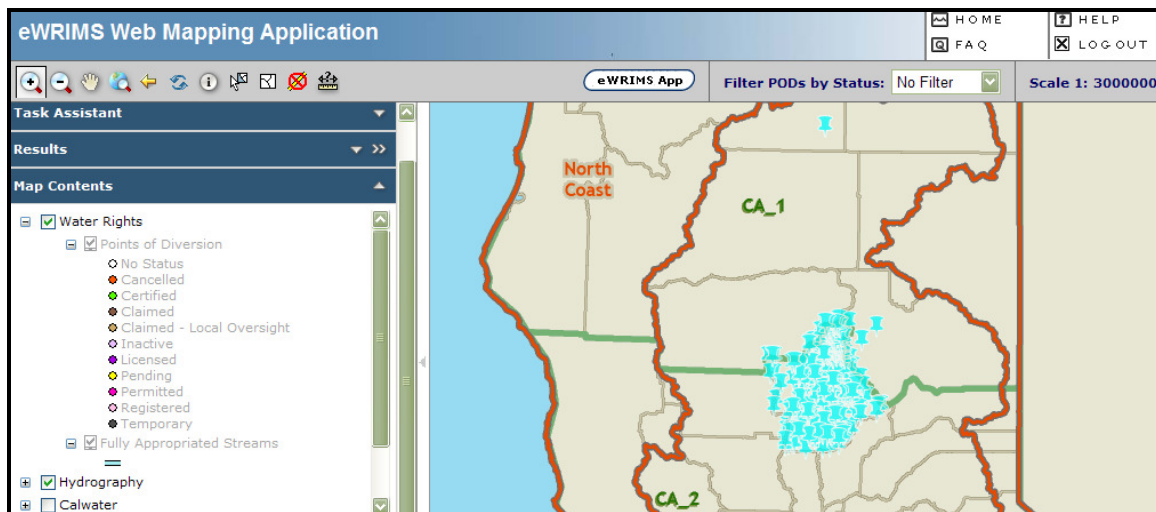 eWRIMS Web Mapping Application
HOME
HELP
FAQ
LOGOUT
eWRIMS App
Filter PODs by Status: No Filter
Scale 1: 3000000
Task Assistant
Results
Map Contents
Water Rights
Points of Diversion
No Status
Cancelled
Certified
Claimed
Claimed - Local Oversight
Inactive
Licensed
Pending
Permitted
Registered
Temporary
Fully Appropriated Streams
Hydrography
Calwater
North
Coast
CA_1
CA_2